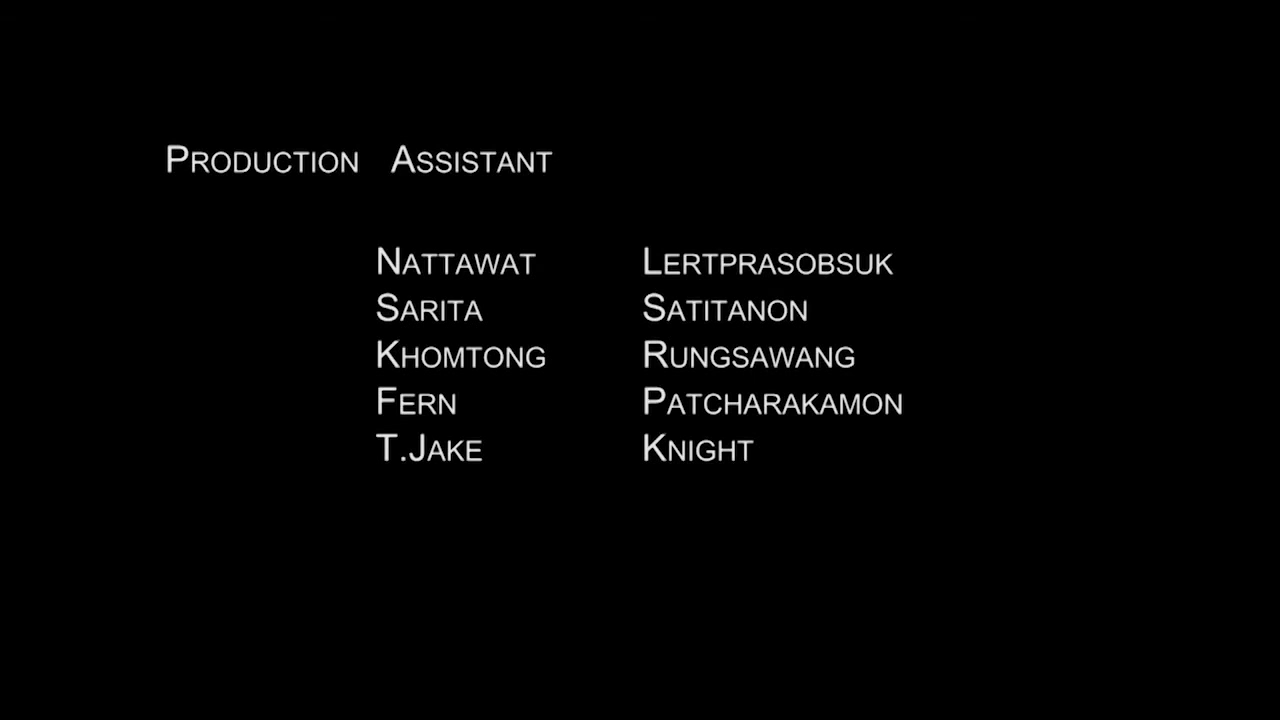 Production Assistant
Nattawat Lertprasobsuk
Sarita Satitanon
Khomtong Rungsawang
Fern Patcharakamon
T.Jake Knight